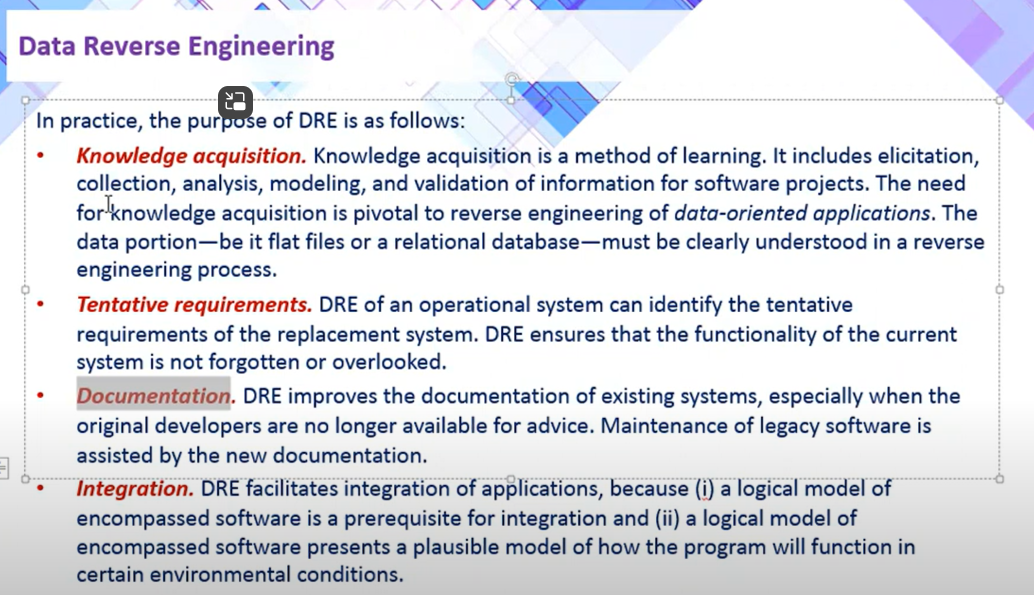 Data Reverse Engineering
In practice, the purpose of DRE is as follows:
• Knowledge acquisition. Knowledge acquisition is a method of learning. It includes elicitation,
collection, analysis, modeling, and validation of information for software projects. The need
for knowledge acquisition is pivotal to reverse engineering of data-oriented applications. The
data portion—be it flat files or a relational database—must be clearly understood in a reverse
engineering process.
• Tentative requirements. DRE of an operational system can identify the tentative
requirements of the replacement system. DRE ensures that the functionality of the current
system is not forgotten or overlooked.
• Documentation. DRE improves the documentation of existing systems, especially when the
original developers are no longer available for advice. Maintenance of legacy software is
assisted by the new documentation.
• Integration. DRE facilitates integration of applications, because (i) a logical model of
encompassed software is a prerequisite for integration and (ii) a logical model of
encompassed software presents a plausible model of how the program will function in
certain environmental conditions.